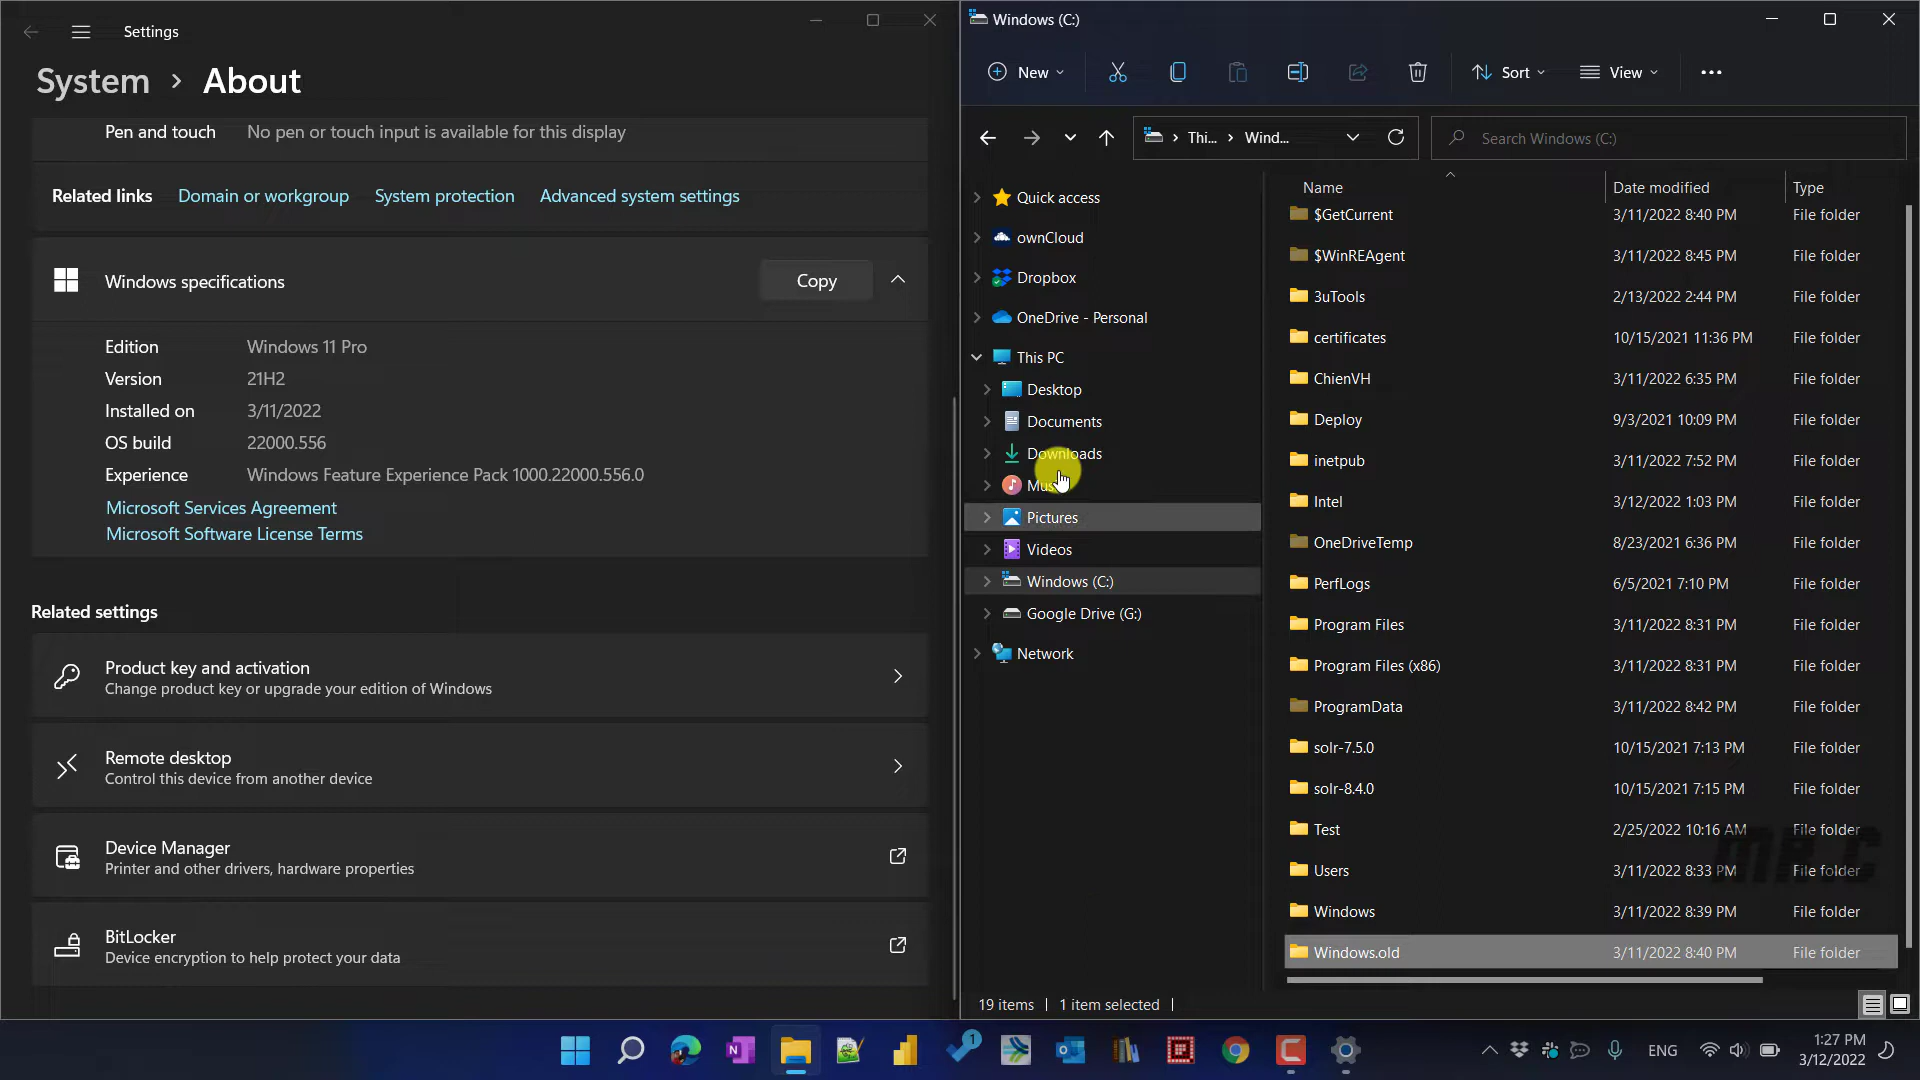 Settings
System > About
Pen and touch No pen or touch input is available for this display
Related links Domain or workgroup System protection Advanced system settings
Windows specifications Copy
Edition Windows 11 Pro
Version 21H2
Installed on 3/11/2022
OS build 22000.556
Experience Windows Feature Experience Pack 1000.22000.556.0
Microsoft Services Agreement
Microsoft Software License Terms
Related settings
Product key and activation
Change product key or upgrade your edition of Windows
Remote desktop
Control this device from another device
Device Manager
Printer and other drivers, hardware properties
BitLocker
Device encryption to help protect your data
Windows (C:)
New Sort View
Thi... > Wind... Search Windows (C:)
Quick access
ownCloud
Dropbox
OneDrive - Personal
This PC
Desktop
Documents
Downloads
Pictures
Videos
Windows (C:)
Google Drive (G:)
Network
Name Date modified Type
$GetCurrent 3/11/2022 8:40 PM File folder
$WinREAgent 3/11/2022 8:45 PM File folder
3uTools 2/13/2022 2:44 PM File folder
certificates 10/15/2021 11:36 PM File folder
ChienVH 3/11/2022 6:35 PM File folder
Deploy 9/3/2021 10:09 PM File folder
inetpub 3/11/2022 7:52 PM File folder
Intel 3/12/2022 1:03 PM File folder
OneDriveTemp 8/23/2021 6:36 PM File folder
PerfLogs 6/5/2021 7:10 PM File folder
Program Files 3/11/2022 8:31 PM File folder
Program Files (x86) 3/11/2022 8:31 PM File folder
ProgramData 3/11/2022 8:42 PM File folder
solr-7.5.0 10/15/2021 7:13 PM File folder
solr-8.4.0 10/15/2021 7:15 PM File folder
Test 2/25/2022 10:16 AM File folder
Users 3/11/2022 8:33 PM File folder
Windows 3/11/2022 8:39 PM File folder
Windows.old 3/11/2022 8:40 PM File folder
MR.C
19 items 1 item selected
1
ENG
1:27 PM
3/12/2022